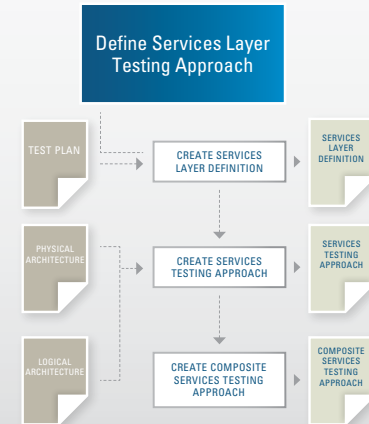 Define Services Layer
Testing Approach
TEST PLAN
CREATE SERVICES
LAYER DEFINITION
SERVICES
LAYER
DEFINITION
PHYSICAL
ARCHITECTURE
CREATE SERVICES
TESTING APPROACH
SERVICES
TESTING
APPROACH
LOGICAL
ARCHITECTURE
CREATE COMPOSITE
SERVICES TESTING
APPROACH
COMPOSITE
SERVICES
TESTING
APPROACH